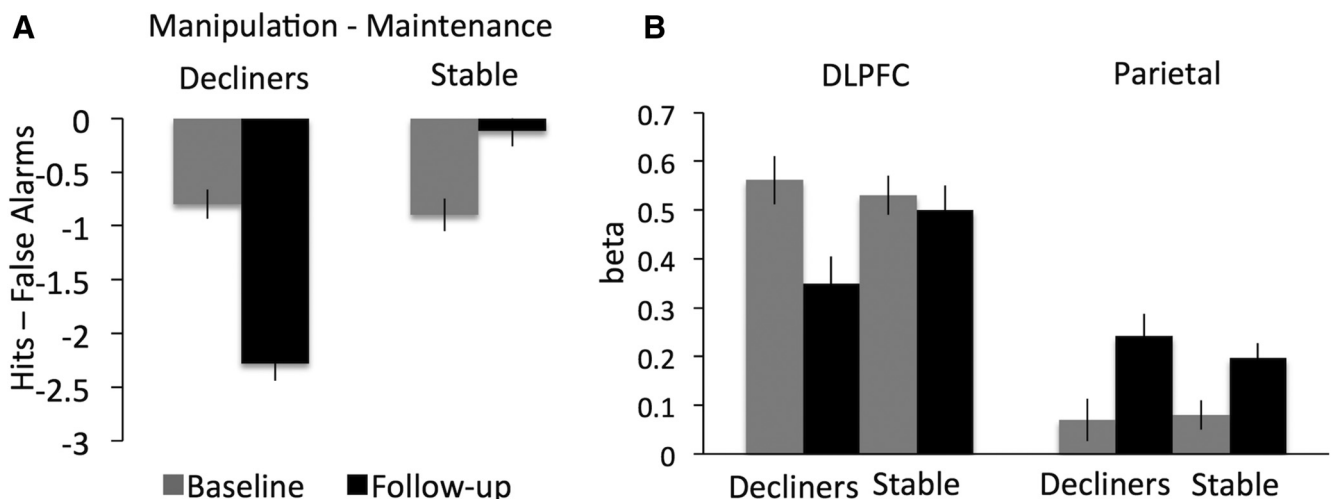 A
Manipulation - Maintenance
Decliners Stable
Hits – False Alarms
0
-0.5
-1
-1.5
-2
-2.5
-3
Baseline Follow-up
B
DLPFC Parietal
beta
0.7
0.6
0.5
0.4
0.3
0.2
0.1
0
Decliners Stable Decliners Stable